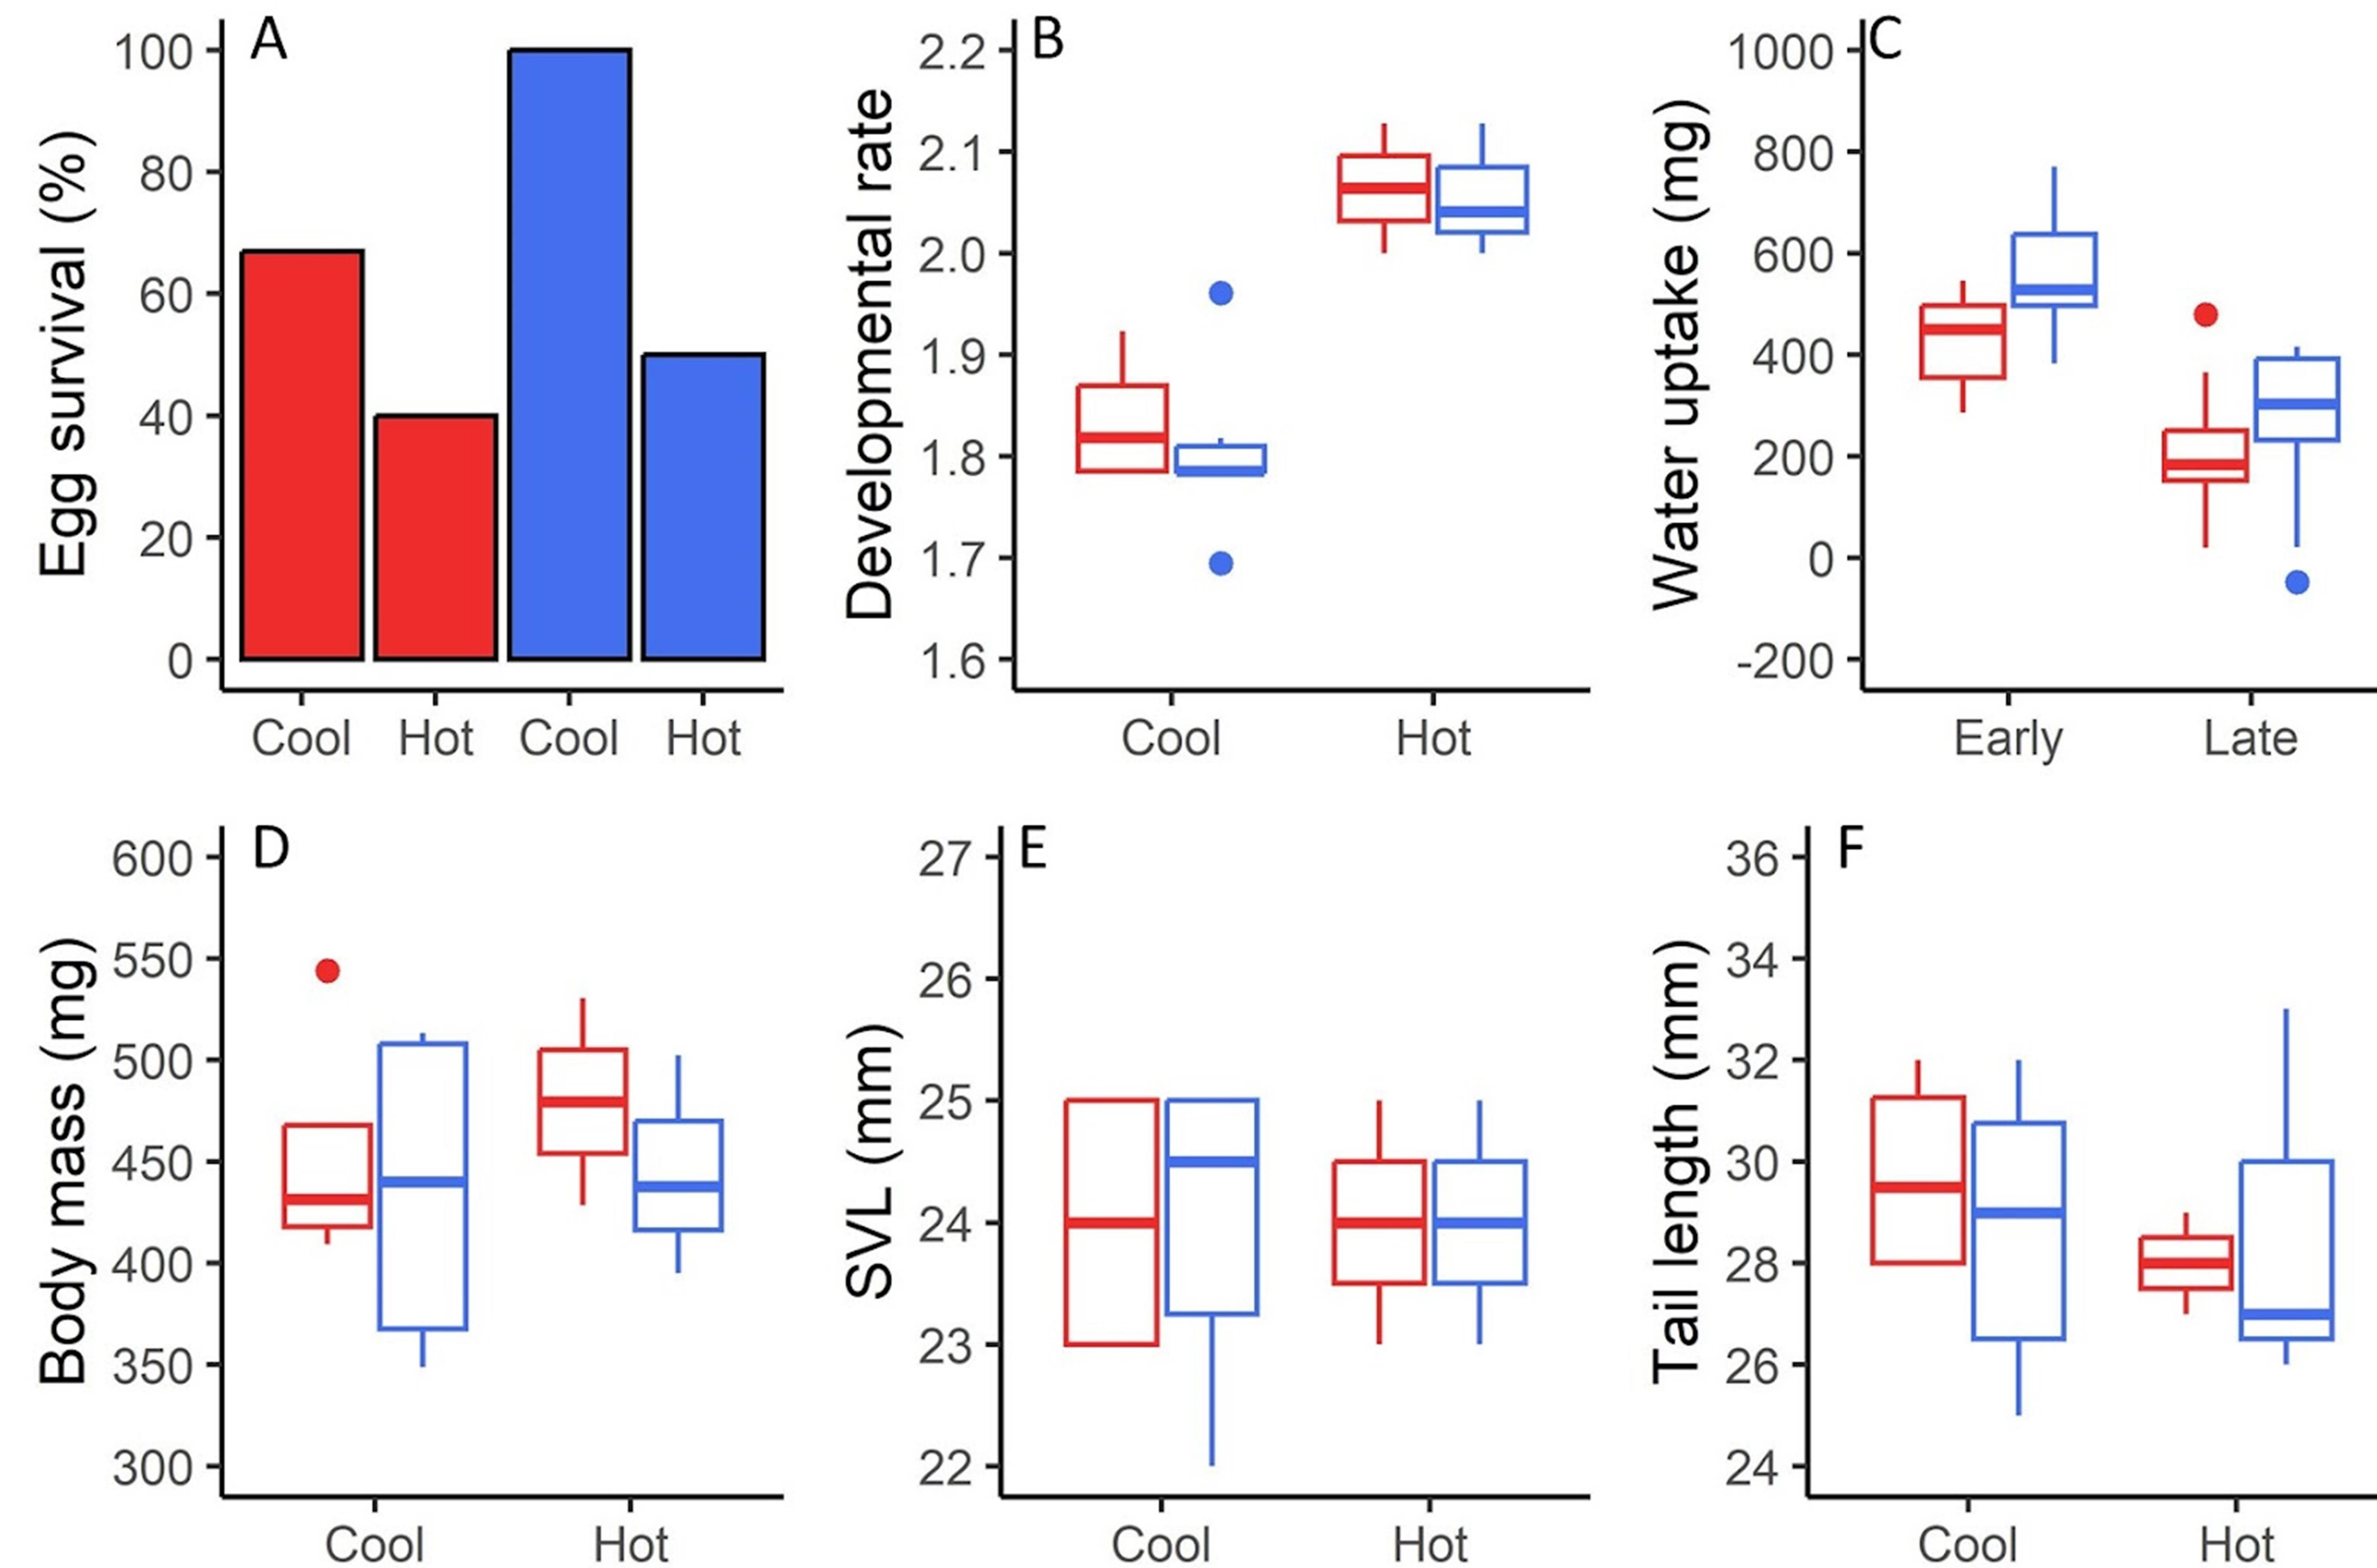 A
Egg survival (%)
100
80
60
40
20
0
Cool Hot Cool Hot
B
Developmental rate
2.2
2.1
2.0
1.9
1.8
1.7
1.6
Cool Hot
C
Water uptake (mg)
1000
800
600
400
200
0
-200
Early Late
D
Body mass (mg)
600
550
500
450
400
350
300
Cool Hot
E
SVL (mm)
27
26
25
24
23
22
Cool Hot
F
Tail length (mm)
36
34
32
30
28
26
24
Cool Hot